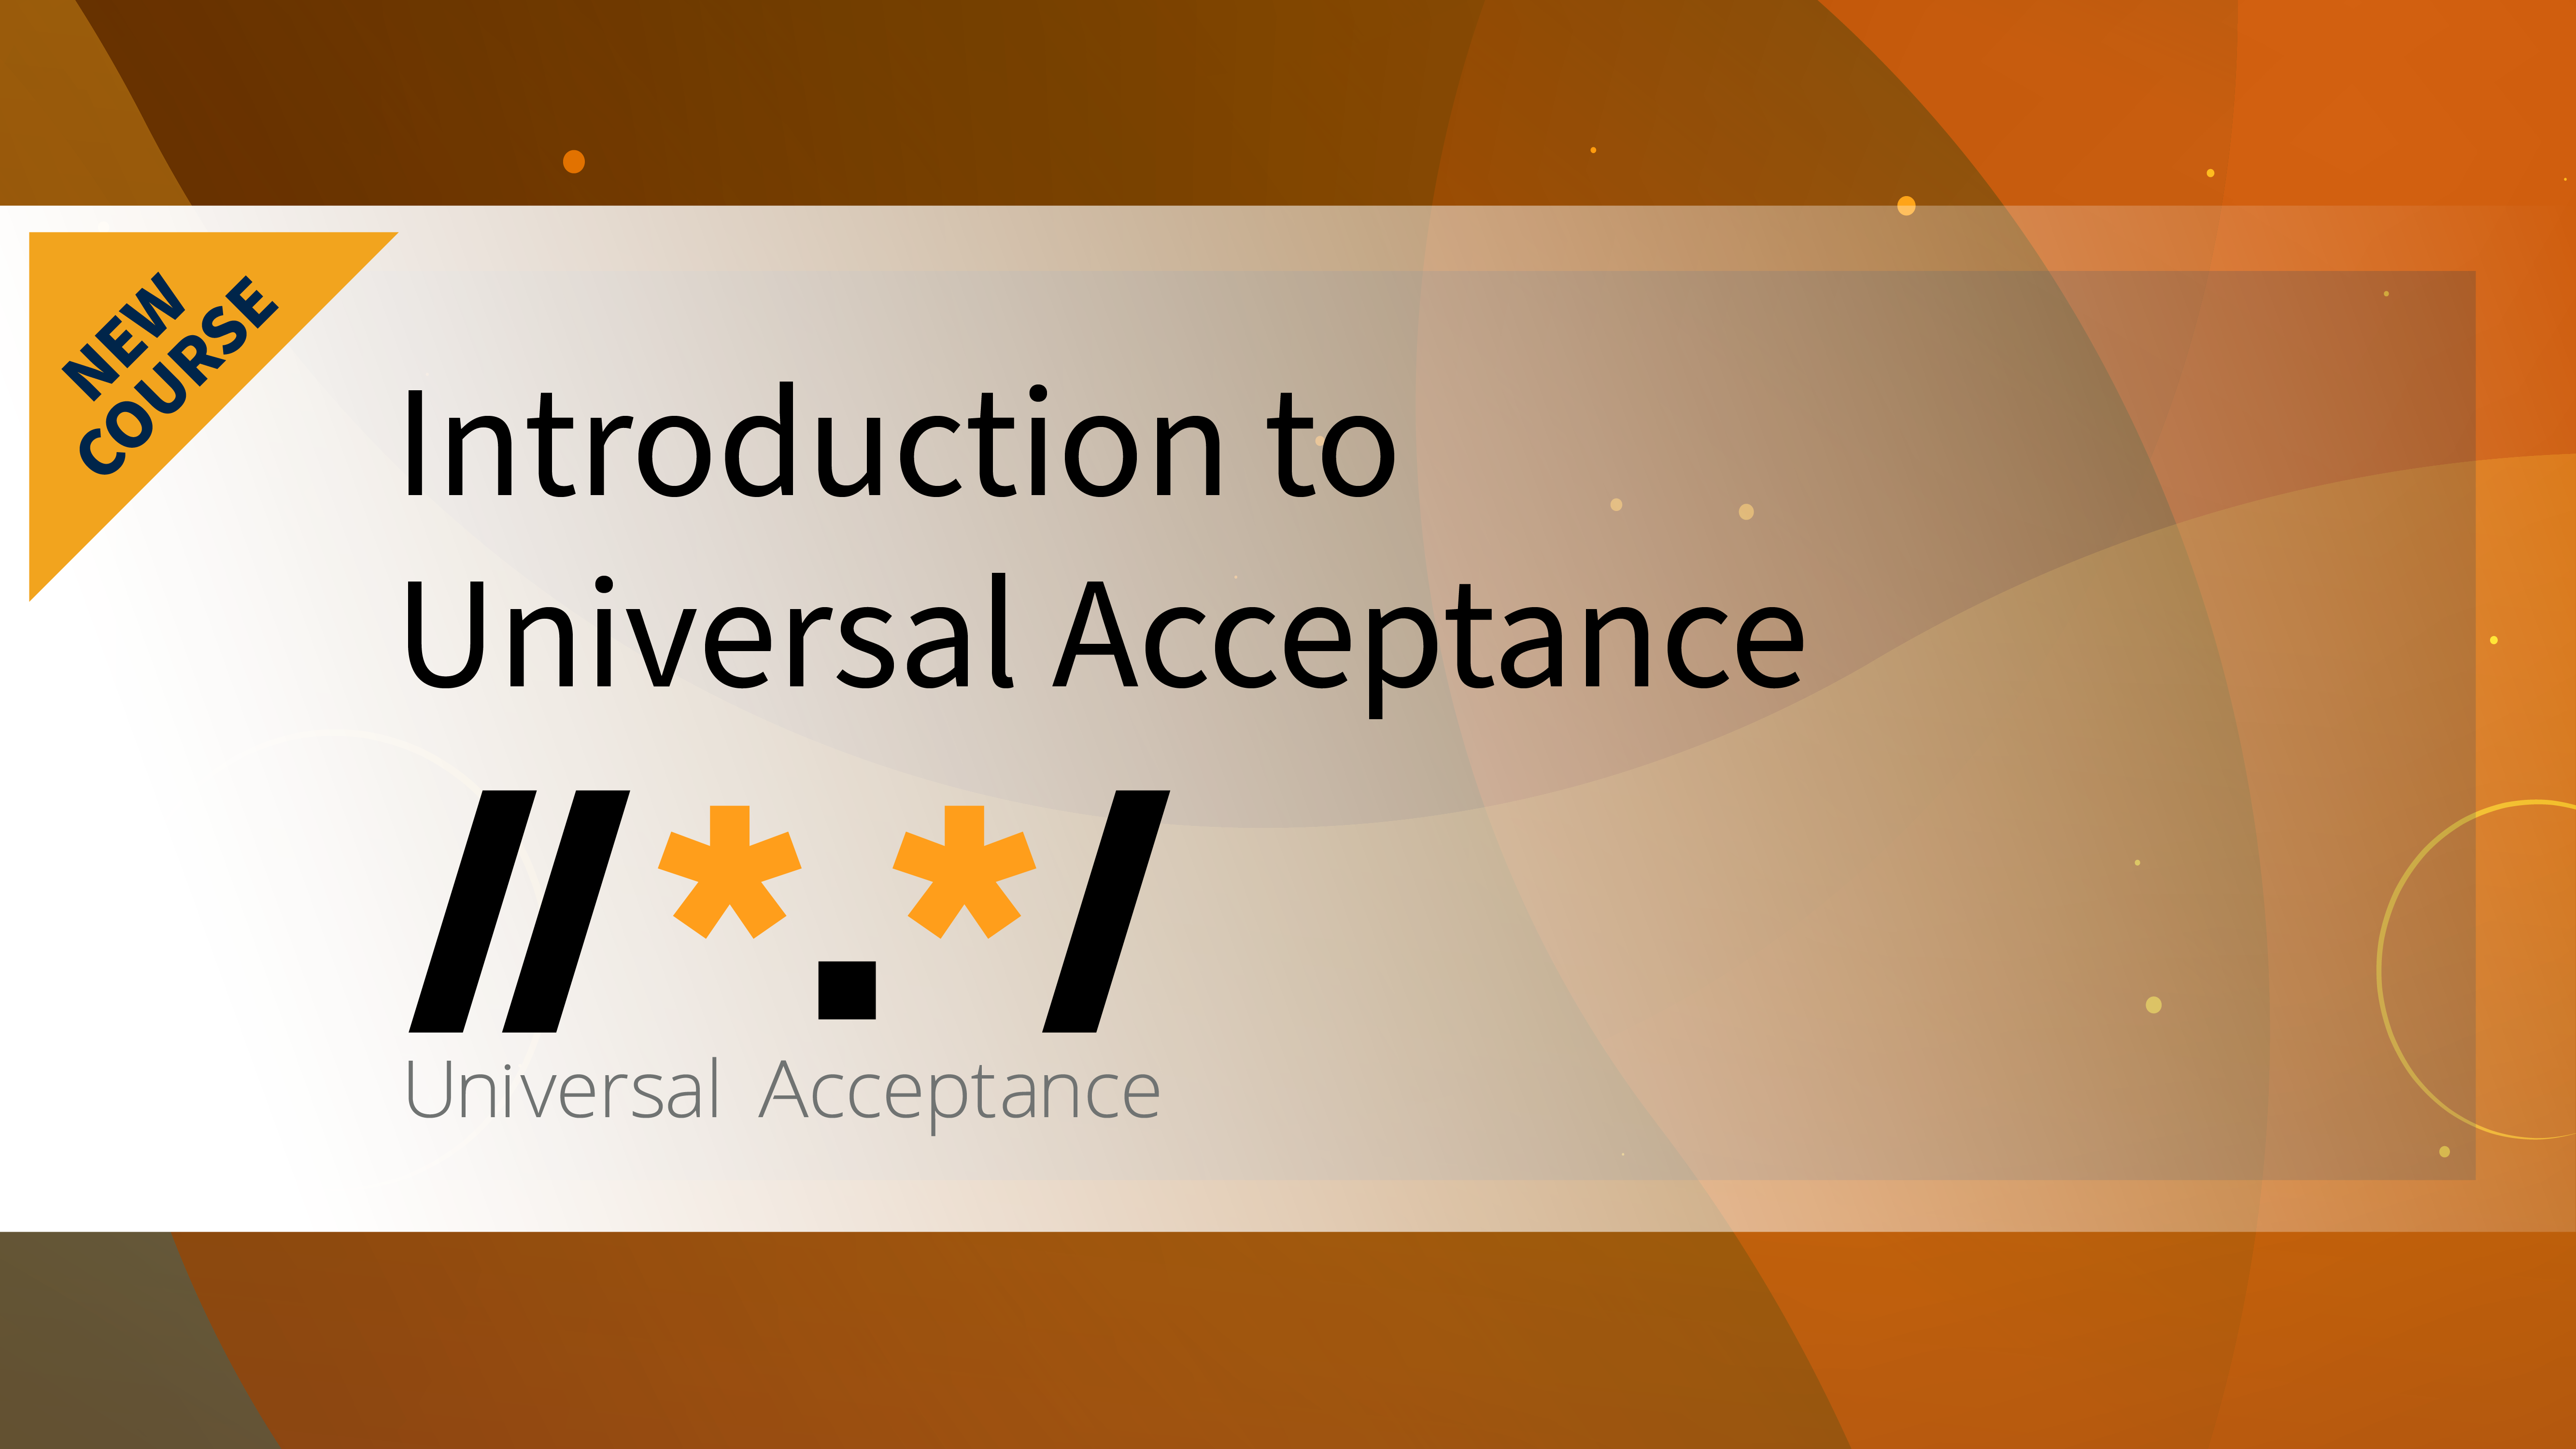 NEW
COURSE
Introduction to
Universal Acceptance
//*.*/
Universal Acceptance